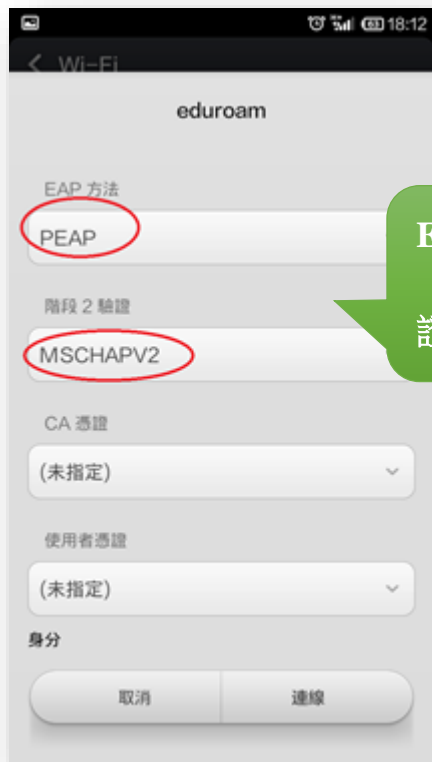 63 18:12
Wi-Fi
eduroam
EAP 方法
PEAP
E
階段 2 驗證
MSCHAPV2
CA 憑證
(未指定)
使用者憑證
(未指定)
身分
取消 連線